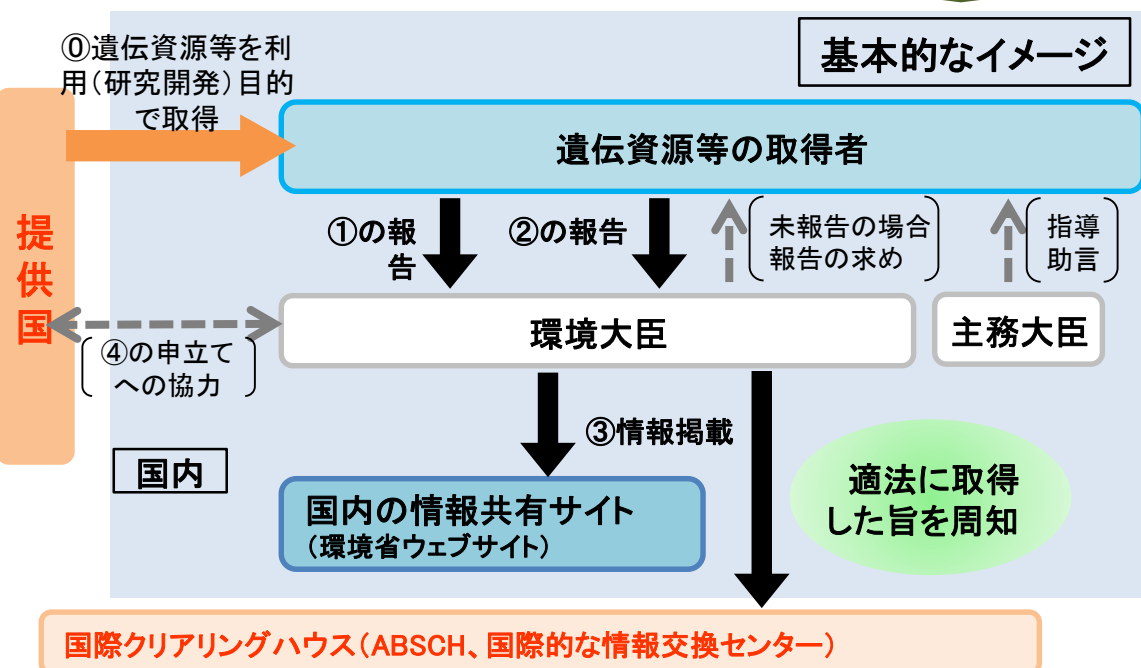 基本的なイメージ
⓪遺伝資源等を利
用(研究開発)目的
で取得
遺伝資源等の取得者
提
供
国
①の報
告
②の報告
未報告の場合
報告の求め
指導
助言
環境大臣
主務大臣
④の申立て
への協力
③情報掲載
国内
国内の情報共有サイト
(環境省ウェブサイト)
適法に取得
した旨を周知
国際クリアリングハウス(ABSCH、国際的な情報交換センター)